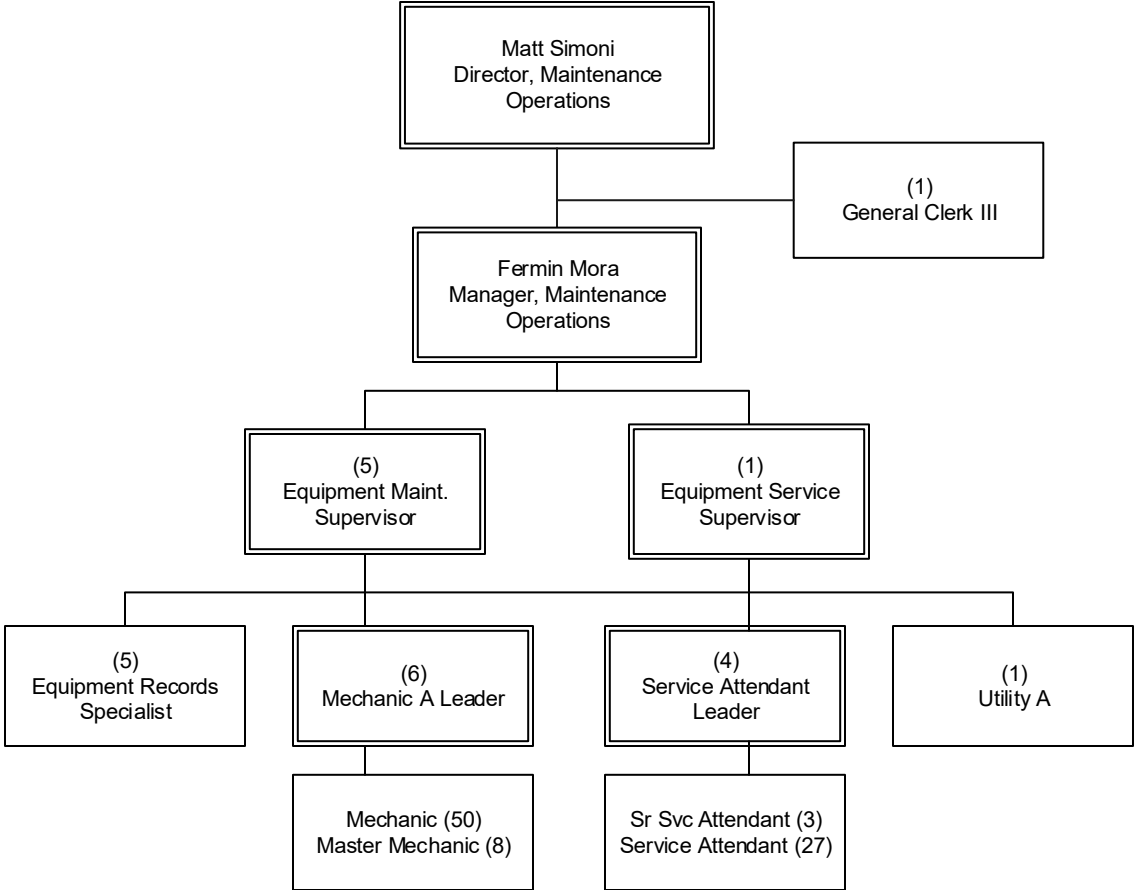 Matt Simoni
Director, Maintenance
Operations
(1)
General Clerk III
Fermin Mora
Manager, Maintenance
Operations
(5)
Equipment Maint.
Supervisor
(1)
Equipment Service
Supervisor
(5)
Equipment Records
Specialist
(6)
Mechanic A Leader
(4)
Service Attendant
Leader
(1)
Utility A
Mechanic (50)
Master Mechanic (8)
Sr Svc Attendant (3)
Service Attendant (27)